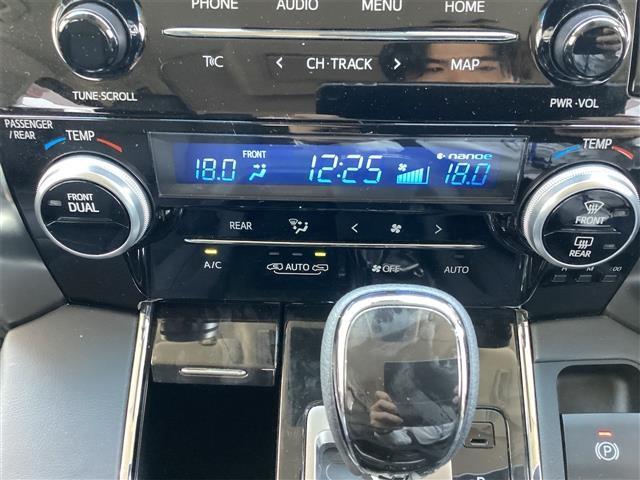 PHONE AUDIO MENU HOME
TC < CH·TRACK > MAP
TUNE·SCROLL PWR·VOL
PASSENGER
/REAR
TEMP TEMP
18.0 FRONT 12:25 nanoe 18.0
FRONT
DUAL
FRONT
REAR
REAR < >
A/C AUTO OFF AUTO
H M :00
P